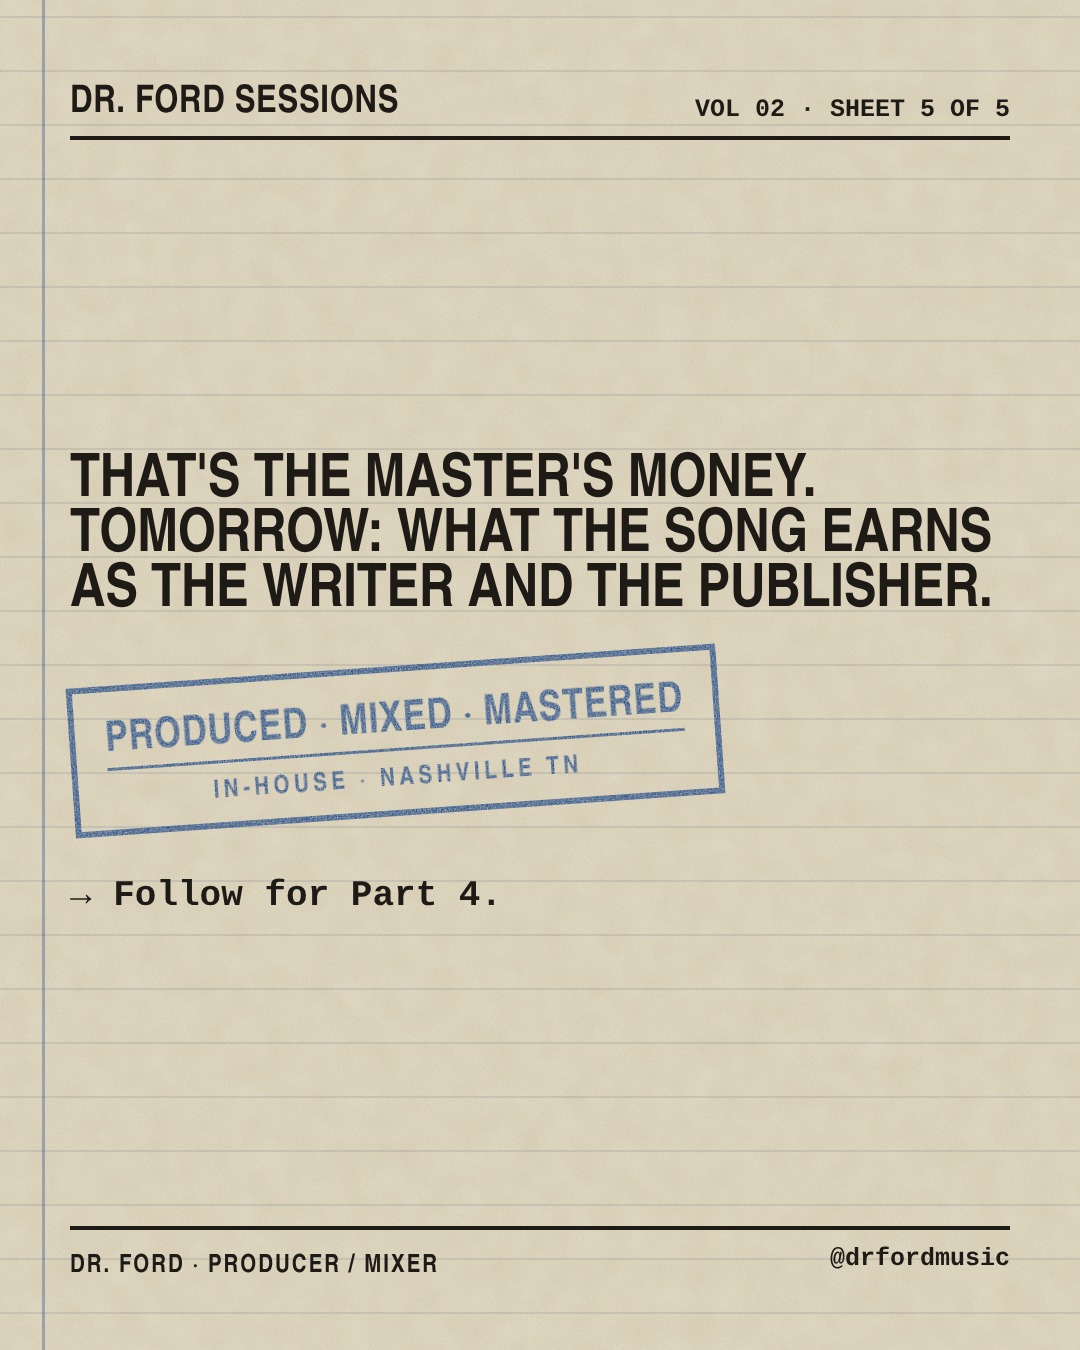 DR. FORD SESSIONS
VOL 02 · SHEET 5 OF 5
THAT'S THE MASTER'S MONEY.
TOMORROW: WHAT THE SONG EARNS
AS THE WRITER AND THE PUBLISHER.
PRODUCED · MIXED · MASTERED
IN-HOUSE · NASHVILLE TN
→ Follow for Part 4.
DR. FORD · PRODUCER / MIXER
@drfordmusic